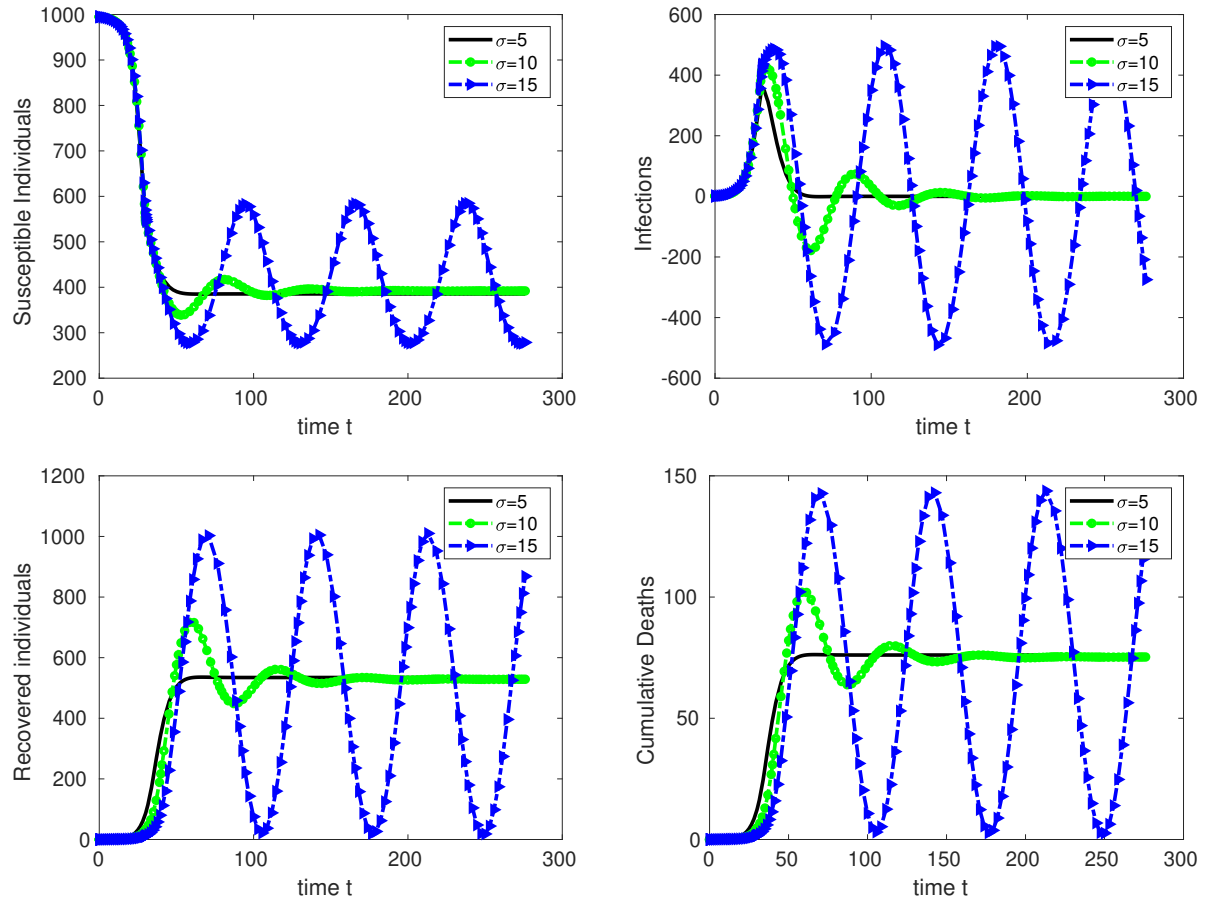 1000
900
800
700
600
500
400
300
200
0
100
200
300
time t
Susceptible Individuals
σ=5
σ=10
σ=15
600
400
200
0
-200
-400
-600
0
100
200
300
time t
Infections
σ=5
σ=10
σ=15
1200
1000
800
600
400
200
0
0
100
200
300
time t
Recovered individuals
σ=5
σ=10
σ=15
150
100
50
0
0
50
100
150
200
250
300
time t
Cumulative Deaths
σ=5
σ=10
σ=15